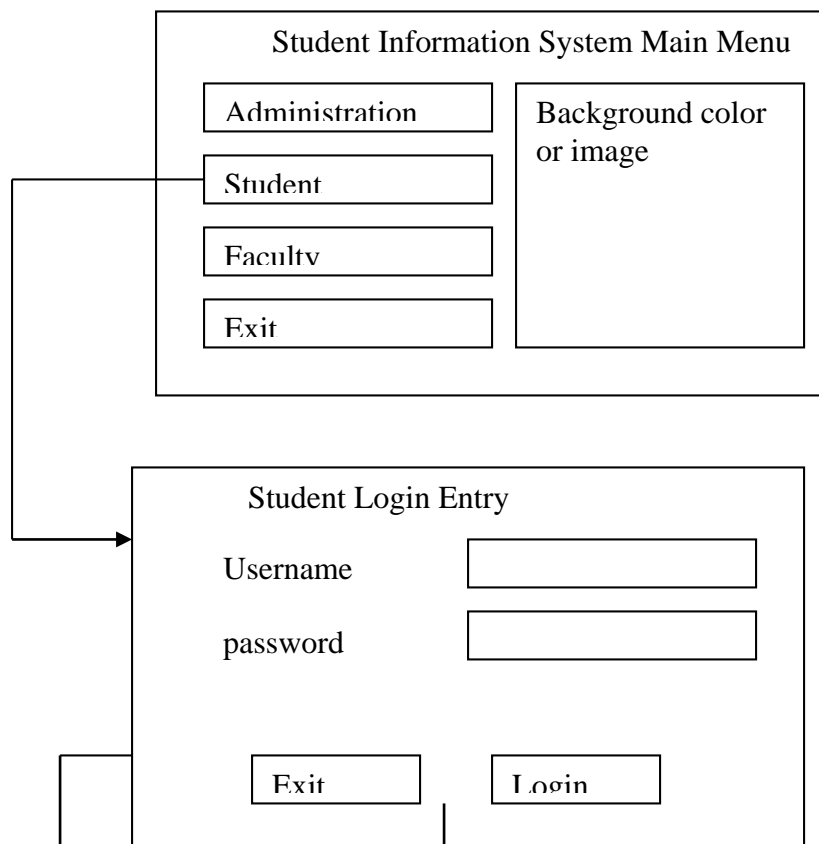 Student Information System Main Menu
Administration
Student
Faculty
Exit
Background color
or image
Student Login Entry
Username
password
Exit
Login